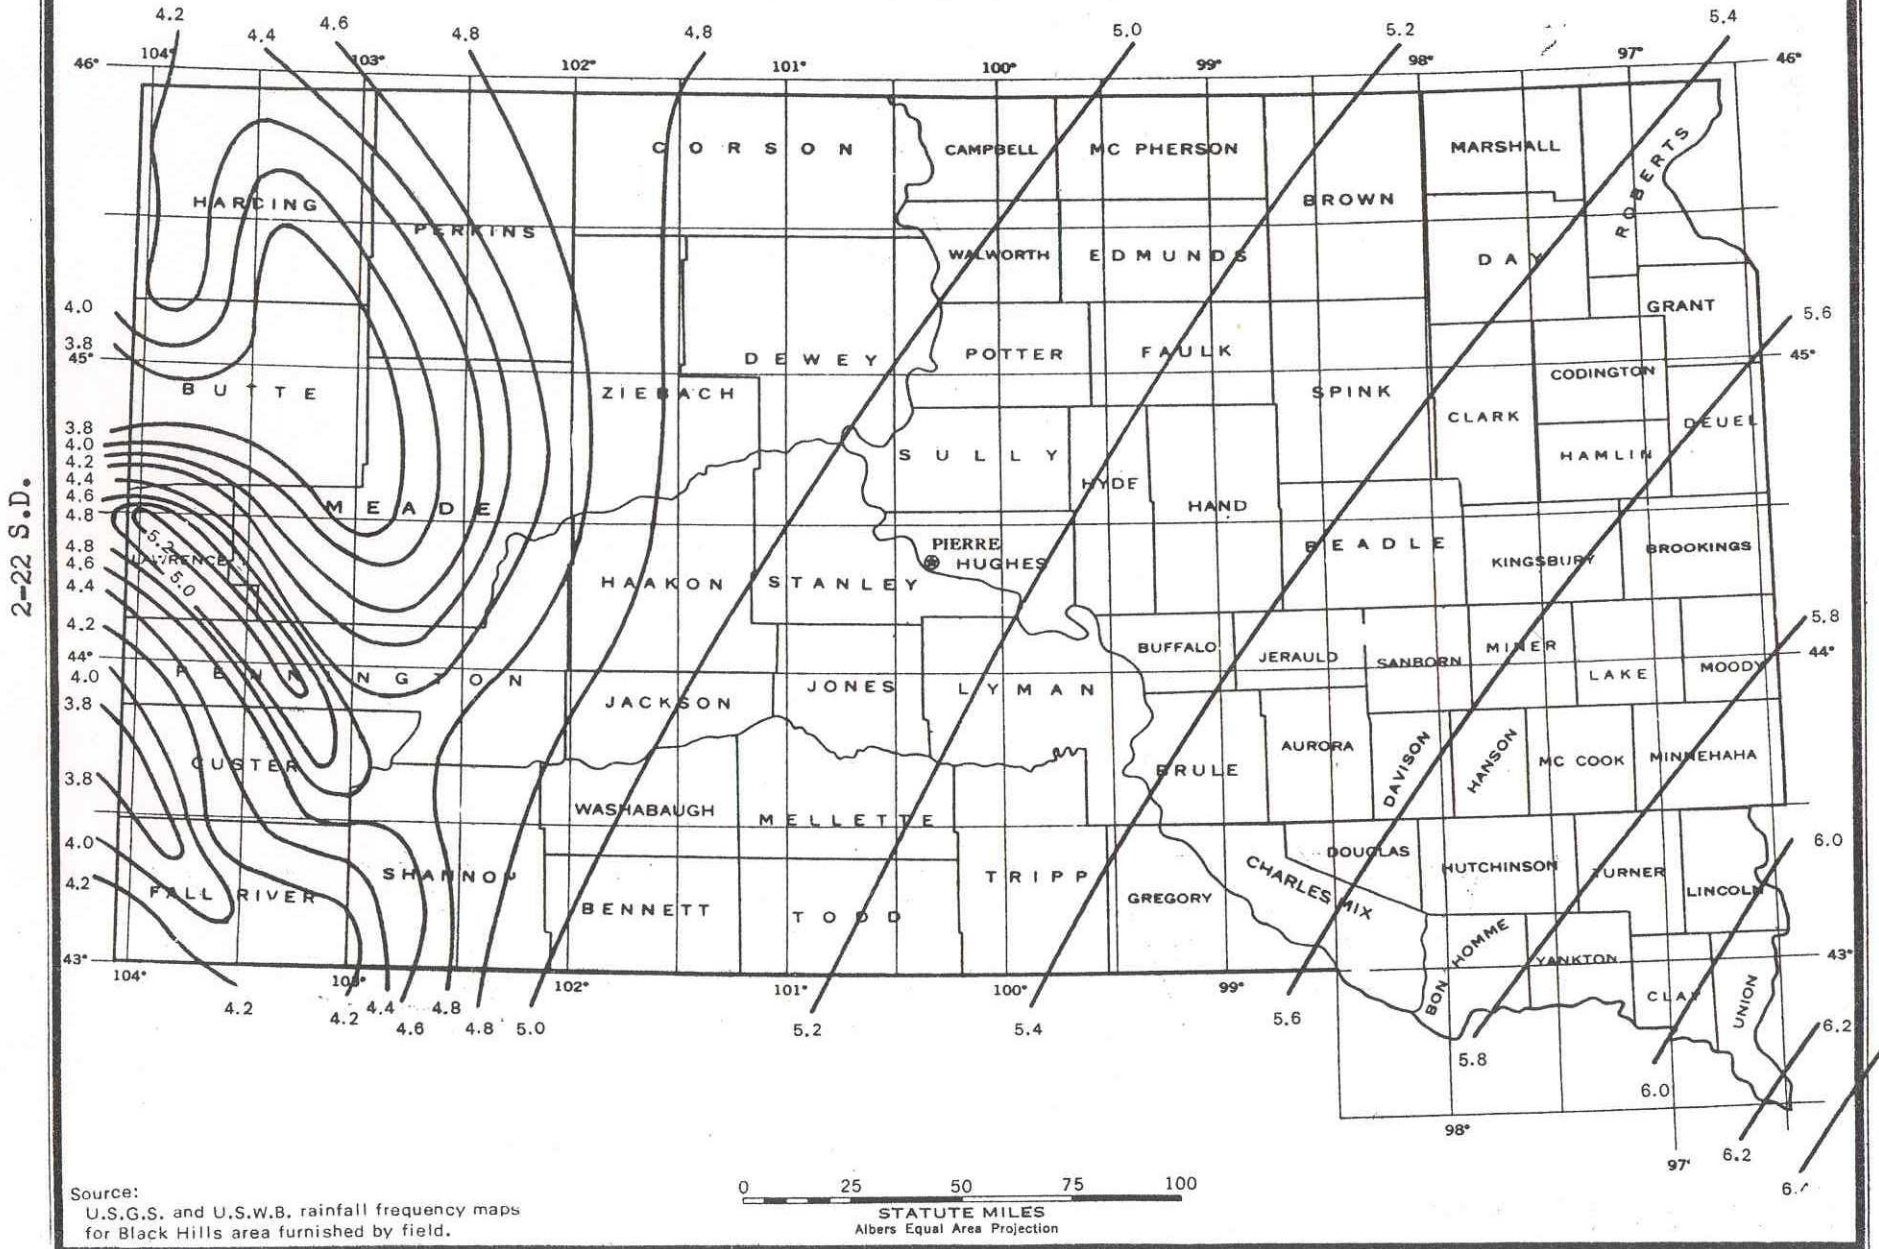 4.2
4.4
4.6
4.8
4.8
5.0
5.2
5.4
46°
104°
103°
102°
101°
100°
99°
98°
97°
46°
CORSON
CAMPBELL
MC PHERSON
MARSHALL
HARDING
PERKINS
BROWN
ROBERTS
WALWORTH
EDMUNDS
DAY
GRANT
4.0
5.6
3.8
45°
DEWEY
POTTER
FAULK
45°
CODINGTON
BUTTE
ZIEBACH
SPINK
CLARK
DEUEL
3.8
4.0
4.2
4.4
4.6
4.8
SULLY
HAMLIN
HYDE
MEADE
HAND
2-22 S.D.
5.2
PIERRE
BEADLE
BROOKINGS
4.8
LAWRENCE
HUGHES
KINGSBURY
4.6
5.0
HAAKON
STANLEY
4.4
5.8
4.2
BUFFALO
JERAULD
SANBORN
MINER
44°
44°
LAKE
MOODY
4.0
PENNINGTON
JONES
LYMAN
3.8
JACKSON
AURORA
DAVISON
HANSON
MC COOK
MINNEHAHA
CUSTER
BRULE
3.8
WASHABAUGH
MELLETTE
4.0
DOUGLAS
HUTCHINSON
6.0
TURNER
4.2
SHANNON
TRIPP
CHARLES MIX
LINCOLN
FALL RIVER
GREGORY
BENNETT
TODD
BON HOMME
YANKTON
43°
43°
104°
103°
102°
101°
100°
99°
CLAY
UNION
4.2
4.2
4.4
4.6
4.8
4.8
5.0
5.2
5.4
5.6
6.2
5.8
6.0
98°
6.2
97°
0 25 50 75 100
STATUTE MILES
Albers Equal Area Projection
Source:
U.S.G.S. and U.S.W.B. rainfall frequency maps
for Black Hills area furnished by field.